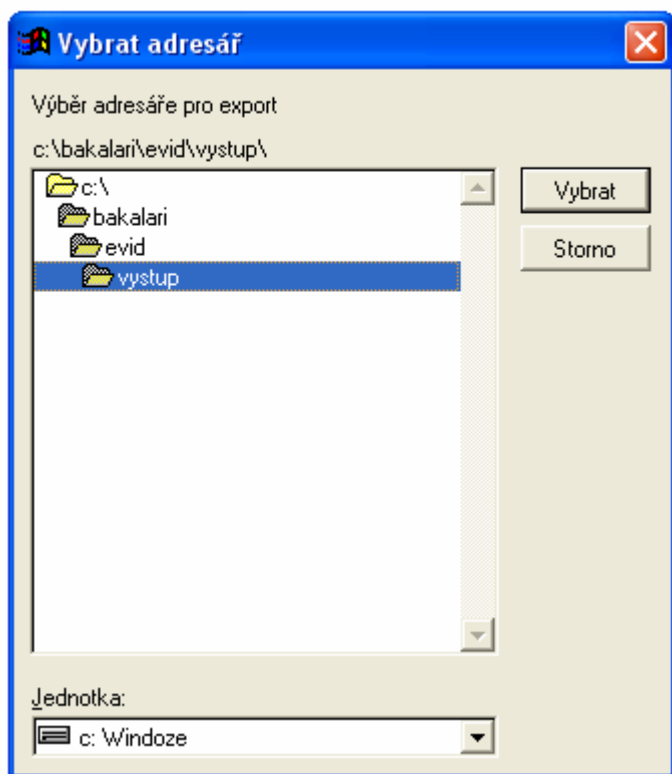 Vybrat adresář
Výběr adresáře pro export
c:\bakalari\evid\vystup\
c:\
bakalari
evid
vystup
Vybrat
Storno
Jednotka:
c: Windoze